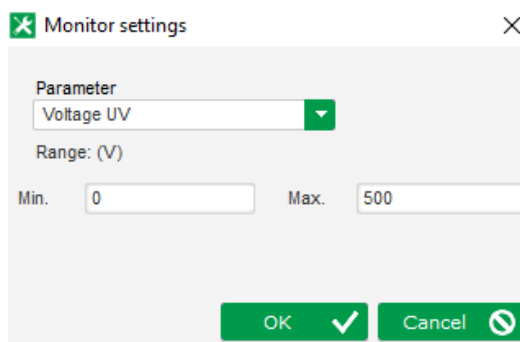 Monitor settings
Parameter
Voltage UV
Range: (V)
Min. 0 Max. 500
OK Cancel